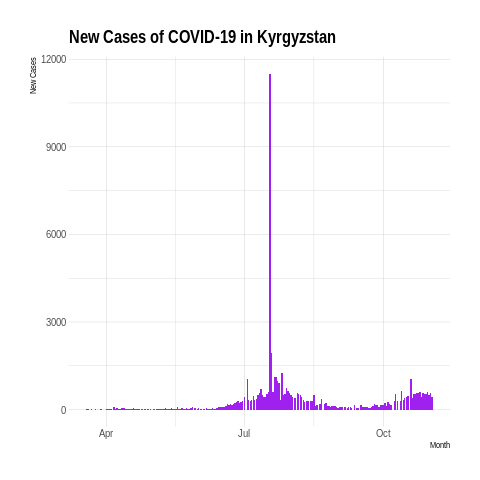 New Cases of COVID-19 in Kyrgyzstan
New Cases
12000
9000
6000
3000
0
Apr Jul Oct
Month